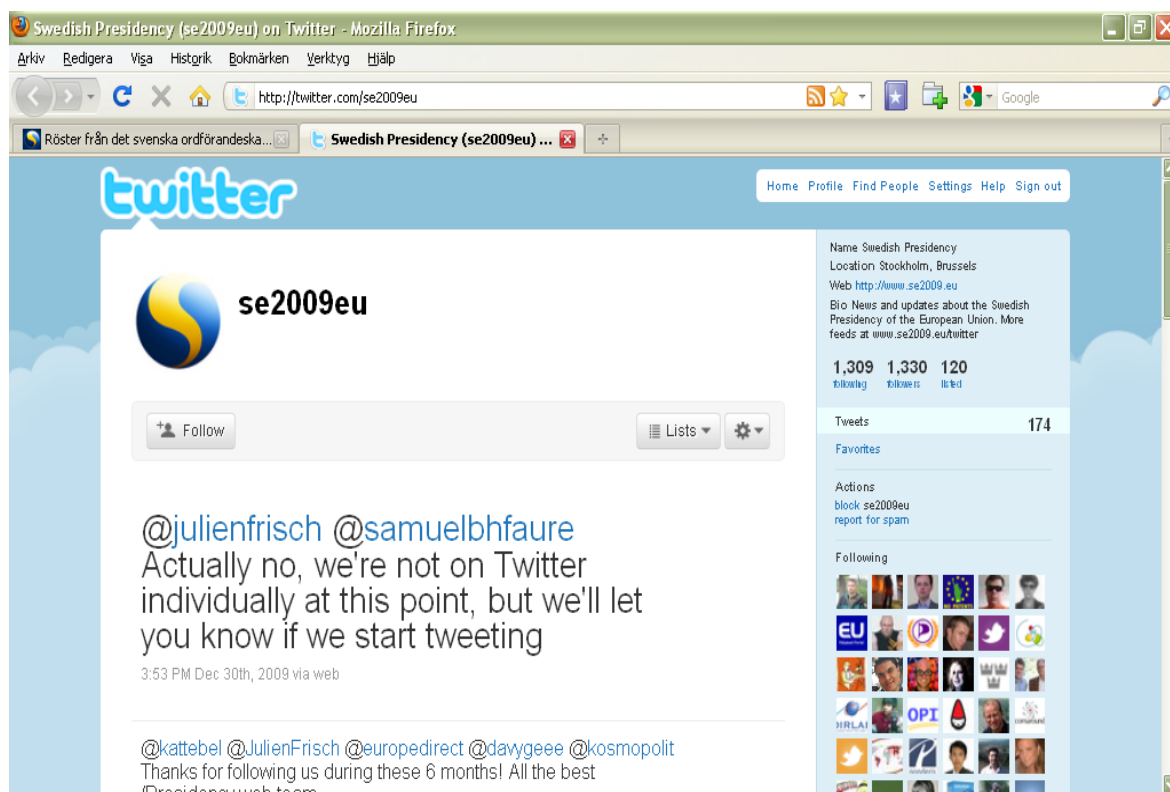 Swedish Presidency (se2009eu) on Twitter - Mozilla Firefox
Arkiv Redigera Visa Historik Bokmärken Verktyg Hjälp
http://twitter.com/se2009eu
Google
Röster från det svenska ordförandeska...
Swedish Presidency (se2009eu) ...
twitter
Home Profile Find People Settings Help Sign out
se2009eu
Follow
Lists
@julienfrisch @samuelbhfaure
Actually no, we're not on Twitter
individually at this point, but we'll let
you know if we start tweeting
3:53 PM Dec 30th, 2009 via web
@kattebel @JulienFrisch @europedirect @davygeee @kosmopolit
Thanks for following us during these 6 months! All the best
/Presidency web team
Name Swedish Presidency
Location Stockholm, Brussels
Web http://www.se2009.eu
Bio News and updates about the Swedish
Presidency of the European Union. More
feeds at www.se2009.eu/twitter
1,309 1,330 120
following followers listed
Tweets 174
Favorites
Actions
block se2009eu
report for spam
Following
EU
OPI